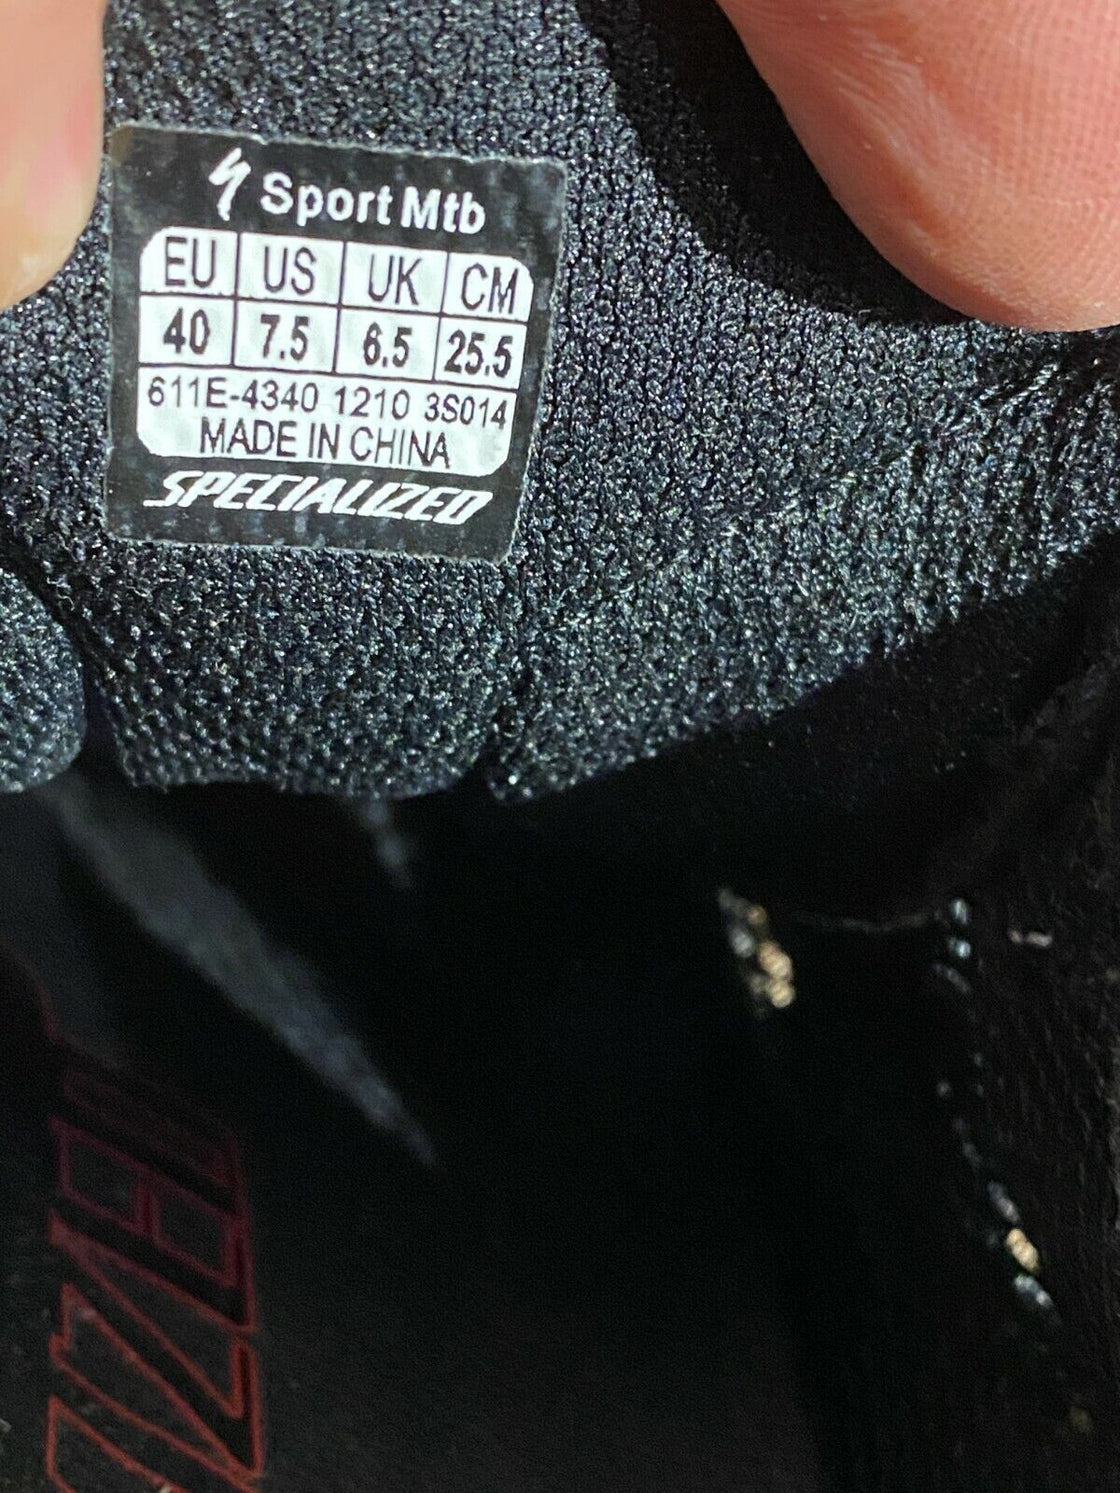 Sport Mtb
EU US UK CM
40 7.5 6.5 25.5
611E-4340 1210 3S014
MADE IN CHINA
SPECIALIZED